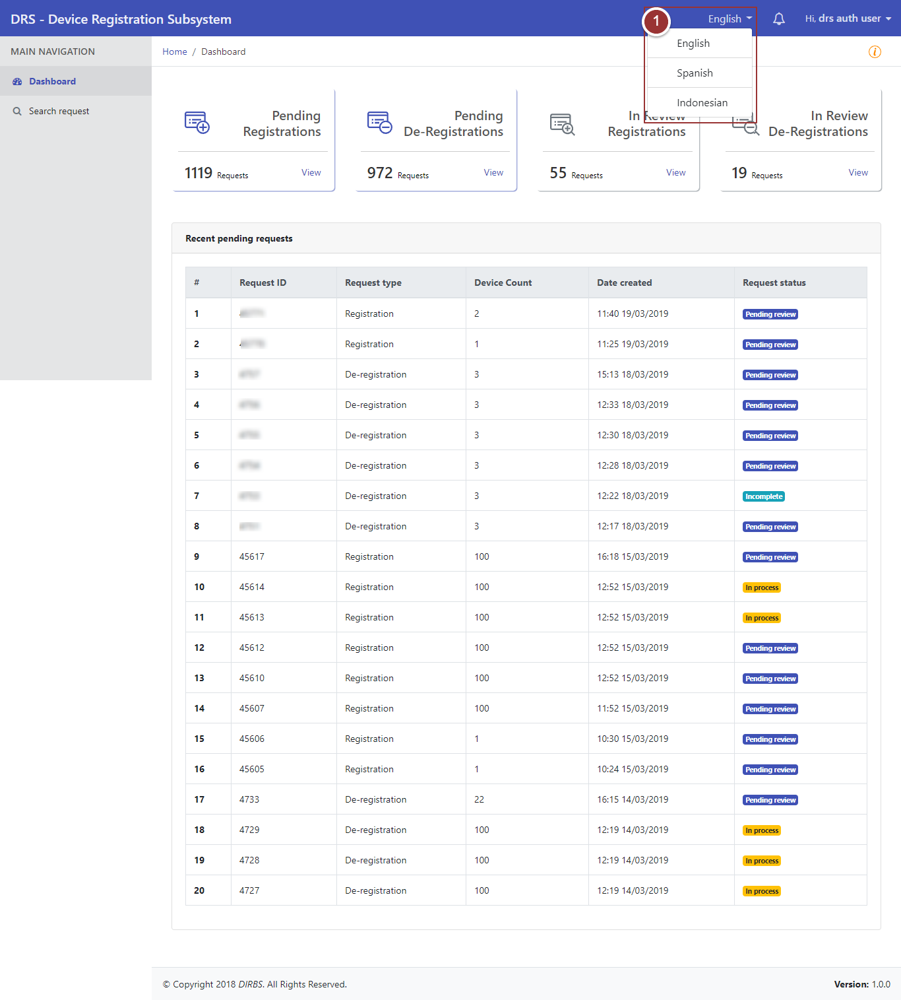 DRS - Device Registration Subsystem
1
English
Hi, drs auth user
MAIN NAVIGATION
Home / Dashboard
English
Spanish
Indonesian
Dashboard
Search request
Pending
Registrations
1119 Requests
View
Pending
De-Registrations
972 Requests
View
In Review
Registrations
55 Requests
View
In Review
De-Registrations
19 Requests
View
Recent pending requests
# Request ID Request type Device Count Date created Request status
1 Registration 2 11:40 19/03/2019 Pending review
2 Registration 1 11:25 19/03/2019 Pending review
3 De-registration 3 15:13 18/03/2019 Pending review
4 De-registration 3 12:33 18/03/2019 Pending review
5 De-registration 3 12:30 18/03/2019 Pending review
6 De-registration 3 12:28 18/03/2019 Pending review
7 De-registration 3 12:22 18/03/2019 Incomplete
8 De-registration 3 12:17 18/03/2019 Pending review
9 45617 Registration 100 16:18 15/03/2019 Pending review
10 45614 Registration 100 12:52 15/03/2019 In process
11 45613 Registration 100 12:52 15/03/2019 In process
12 45612 Registration 100 12:52 15/03/2019 Pending review
13 45610 Registration 100 12:52 15/03/2019 Pending review
14 45607 Registration 100 11:52 15/03/2019 Pending review
15 45606 Registration 1 10:30 15/03/2019 Pending review
16 45605 Registration 1 10:24 15/03/2019 Pending review
17 4733 De-registration 22 16:15 14/03/2019 Pending review
18 4729 De-registration 100 12:19 14/03/2019 In process
19 4728 De-registration 100 12:19 14/03/2019 In process
20 4727 De-registration 100 12:19 14/03/2019 In process
© Copyright 2018 DIRBS. All Rights Reserved.
Version: 1.0.0